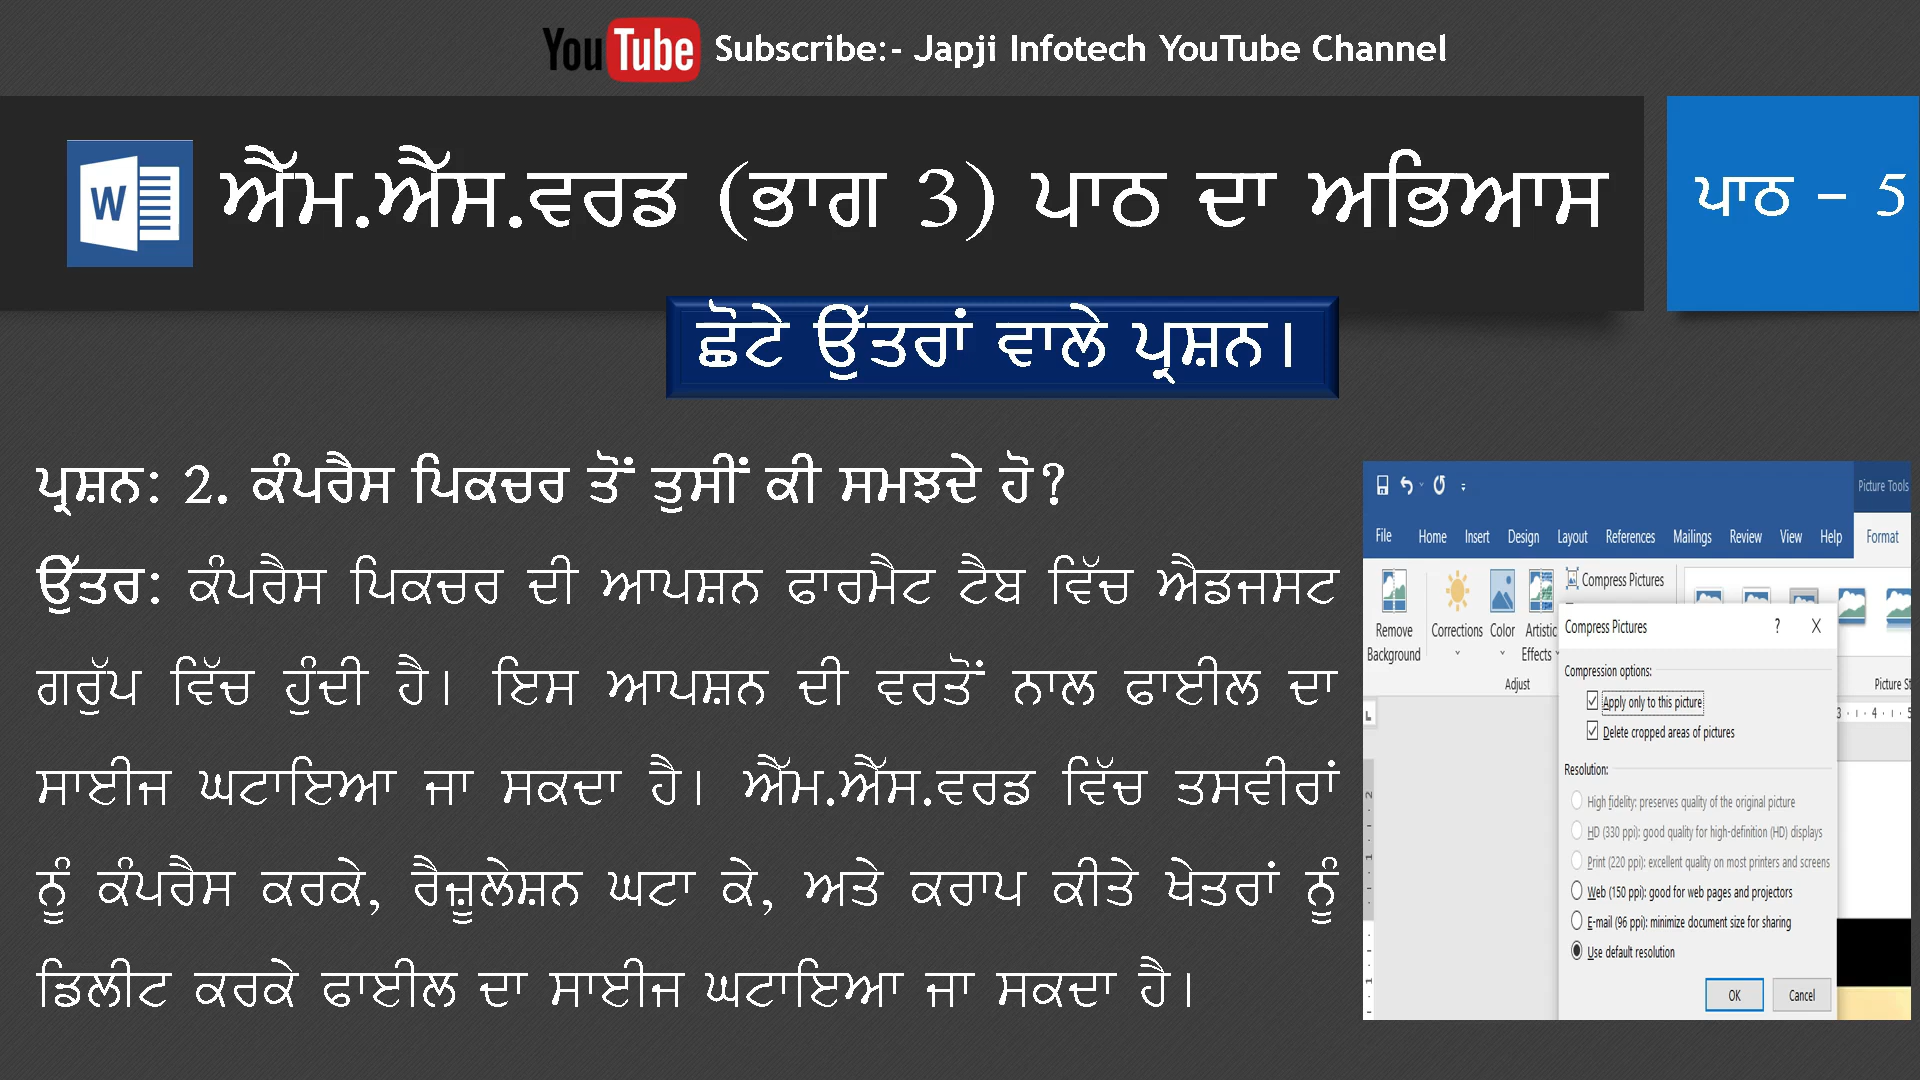 YouTube Subscribe:- Japji Infotech YouTube Channel
W
ਐੱਮ.ਐੱਸ.ਵਰਡ (ਭਾਗ 3) ਪਾਠ ਦਾ ਅਭਿਆਸ
ਪਾਠ – 5
ਛੋਟੇ ਉੱਤਰਾਂ ਵਾਲੇ ਪ੍ਰਸ਼ਨ।
ਪ੍ਰਸ਼ਨ: 2. ਕੰਪਰੈਸ ਪਿਕਚਰ ਤੋਂ ਤੁਸੀਂ ਕੀ ਸਮਝਦੇ ਹੋ?
ਉੱਤਰ: ਕੰਪਰੈਸ ਪਿਕਚਰ ਦੀ ਆਪਸ਼ਨ ਫਾਰਮੈਟ ਟੈਬ ਵਿੱਚ ਐਡਜਸਟ
ਗਰੁੱਪ ਵਿੱਚ ਹੁੰਦੀ ਹੈ। ਇਸ ਆਪਸ਼ਨ ਦੀ ਵਰਤੋਂ ਨਾਲ ਫਾਈਲ ਦਾ
ਸਾਈਜ ਘਟਾਇਆ ਜਾ ਸਕਦਾ ਹੈ। ਐੱਮ.ਐੱਸ.ਵਰਡ ਵਿੱਚ ਤਸਵੀਰਾਂ
ਨੂੰ ਕੰਪਰੈਸ ਕਰਕੇ, ਰੈਜ਼ੂਲੇਸ਼ਨ ਘਟਾ ਕੇ, ਅਤੇ ਕਰਾਪ ਕੀਤੇ ਖੇਤਰਾਂ ਨੂੰ
ਡਿਲੀਟ ਕਰਕੇ ਫਾਈਲ ਦਾ ਸਾਈਜ ਘਟਾਇਆ ਜਾ ਸਕਦਾ ਹੈ।
Picture Tools
File Home Insert Design Layout References Mailings Review View Help Format
Compress Pictures
Remove Background
Corrections
Color
Artistic Effects
Adjust
Picture St
3 · ı · 4 · ı · 5
Compress Pictures ? X
Compression options:
Apply only to this picture
Delete cropped areas of pictures
Resolution:
High fidelity: preserves quality of the original picture
HD (330 ppi): good quality for high-definition (HD) displays
Print (220 ppi): excellent quality on most printers and screens
Web (150 ppi): good for web pages and projectors
E-mail (96 ppi): minimize document size for sharing
Use default resolution
OK Cancel